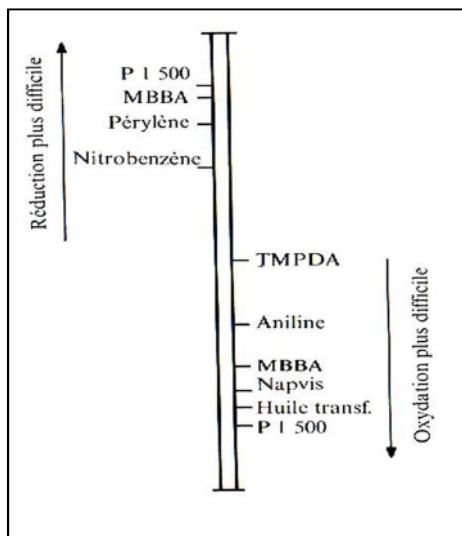 Réduction plus difficile
P 1 500
MBBA
Pérylène
Nitrobenzène
TMPDA
Aniline
MBBA
Napvis
Huile transf.
P 1 500
Oxydation plus difficile